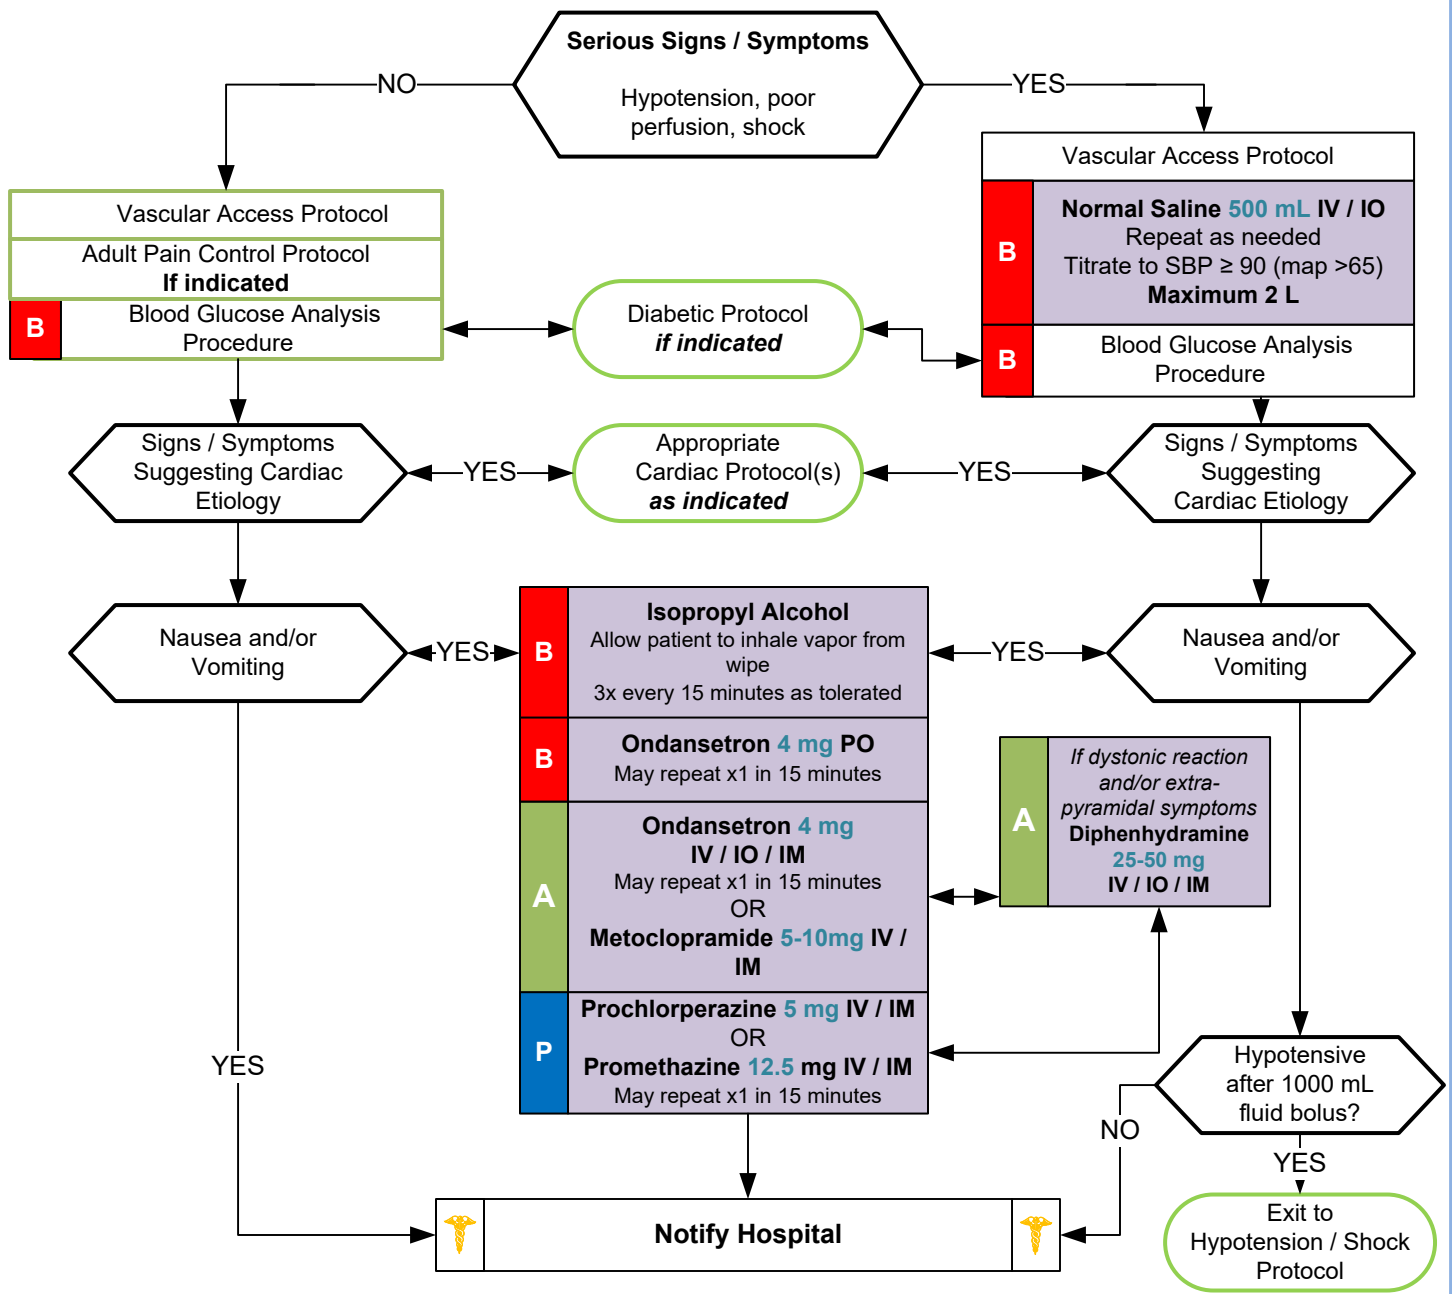 Serious Signs / Symptoms
Hypotension, poor
perfusion, shock
NO
YES
Vascular Access Protocol
Adult Pain Control Protocol
If indicated
B
Blood Glucose Analysis
Procedure
Vascular Access Protocol
B
Normal Saline 500 mL IV / IO
Repeat as needed
Titrate to SBP ≥ 90 (map >65)
Maximum 2 L
B
Blood Glucose Analysis
Procedure
Diabetic Protocol
if indicated
Signs / Symptoms
Suggesting Cardiac
Etiology
YES
Appropriate
Cardiac Protocol(s)
as indicated
YES
Signs / Symptoms
Suggesting
Cardiac Etiology
Nausea and/or
Vomiting
YES
B
Isopropyl Alcohol
Allow patient to inhale vapor from
wipe
3x every 15 minutes as tolerated
YES
Nausea and/or
Vomiting
B
Ondansetron 4 mg PO
May repeat x1 in 15 minutes
A
Ondansetron 4 mg
IV / IO / IM
May repeat x1 in 15 minutes
OR
Metoclopramide 5-10mg IV /
IM
A
If dystonic reaction
and/or extra-
pyramidal symptoms
Diphenhydramine
25-50 mg
IV / IO / IM
P
Prochlorperazine 5 mg IV / IM
OR
Promethazine 12.5 mg IV / IM
May repeat x1 in 15 minutes
YES
Hypotensive
after 1000 mL
fluid bolus?
NO
YES
Notify Hospital
Exit to
Hypotension / Shock
Protocol